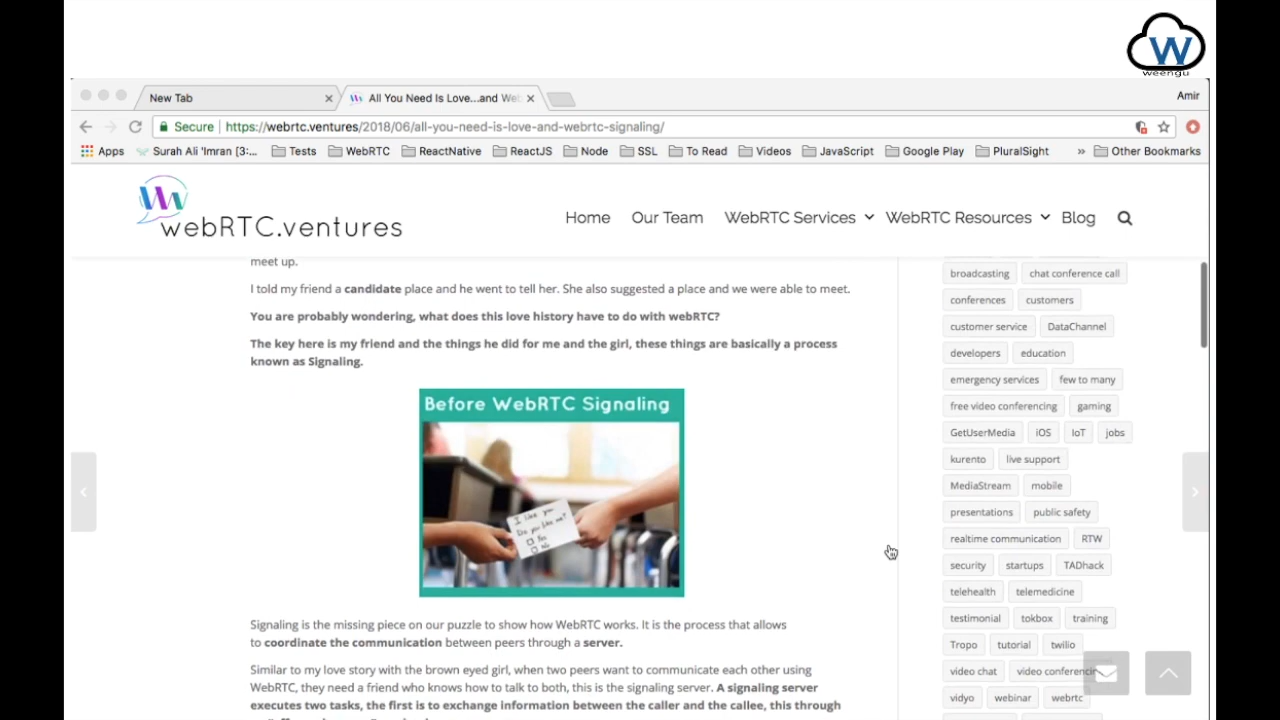 W
weengu
New Tab
All You Need Is Love...and Web
Amir
Secure
https://webrtc.ventures/2018/06/all-you-need-is-love-and-webrtc-signaling/
Apps
Surah Ali 'Imran [3:...
Tests
WebRTC
ReactNative
ReactJS
Node
SSL
To Read
Videos
JavaScript
Google Play
PluralSight
»
Other Bookmarks
webRTC.ventures
Home
Our Team
WebRTC Services
WebRTC Resources
Blog
meet up.
I told my friend a candidate place and he went to tell her. She also suggested a place and we were able to meet.
You are probably wondering, what does this love history have to do with webRTC?
The key here is my friend and the things he did for me and the girl, these things are basically a process
known as Signaling.
Before WebRTC Signaling
I like you
Do you like me?
Yes
No
Signaling is the missing piece on our puzzle to show how WebRTC works. It is the process that allows
to coordinate the communication between peers through a server.
Similar to my love story with the brown eyed girl, when two peers want to communicate each other using
WebRTC, they need a friend who knows how to talk to both, this is the signaling server. A signaling server
executes two tasks, the first is to exchange information between the caller and the callee, this through
broadcasting
chat conference call
conferences
customers
customer service
DataChannel
developers
education
emergency services
few to many
free video conferencing
gaming
GetUserMedia
iOS
IoT
jobs
kurento
live support
MediaStream
mobile
presentations
public safety
realtime communication
RTW
security
startups
TADhack
telehealth
telemedicine
testimonial
tokbox
training
Tropo
tutorial
twilio
video chat
video conferencin
vidyo
webinar
webrtc